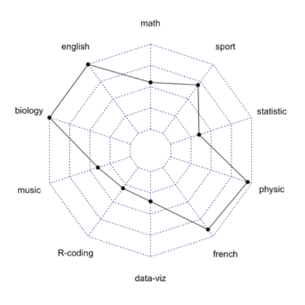 math
english
sport
biology
statistic
music
physic
R-coding
french
data-viz